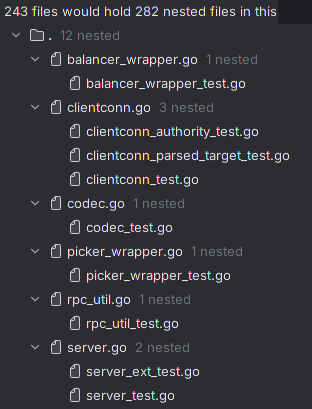 243 files would hold 282 nested files in this
. 12 nested
balancer_wrapper.go 1 nested
balancer_wrapper_test.go
clientconn.go 3 nested
clientconn_authority_test.go
clientconn_parsed_target_test.go
clientconn_test.go
codec.go 1 nested
codec_test.go
picker_wrapper.go 1 nested
picker_wrapper_test.go
rpc_util.go 1 nested
rpc_util_test.go
server.go 2 nested
server_ext_test.go
server_test.go